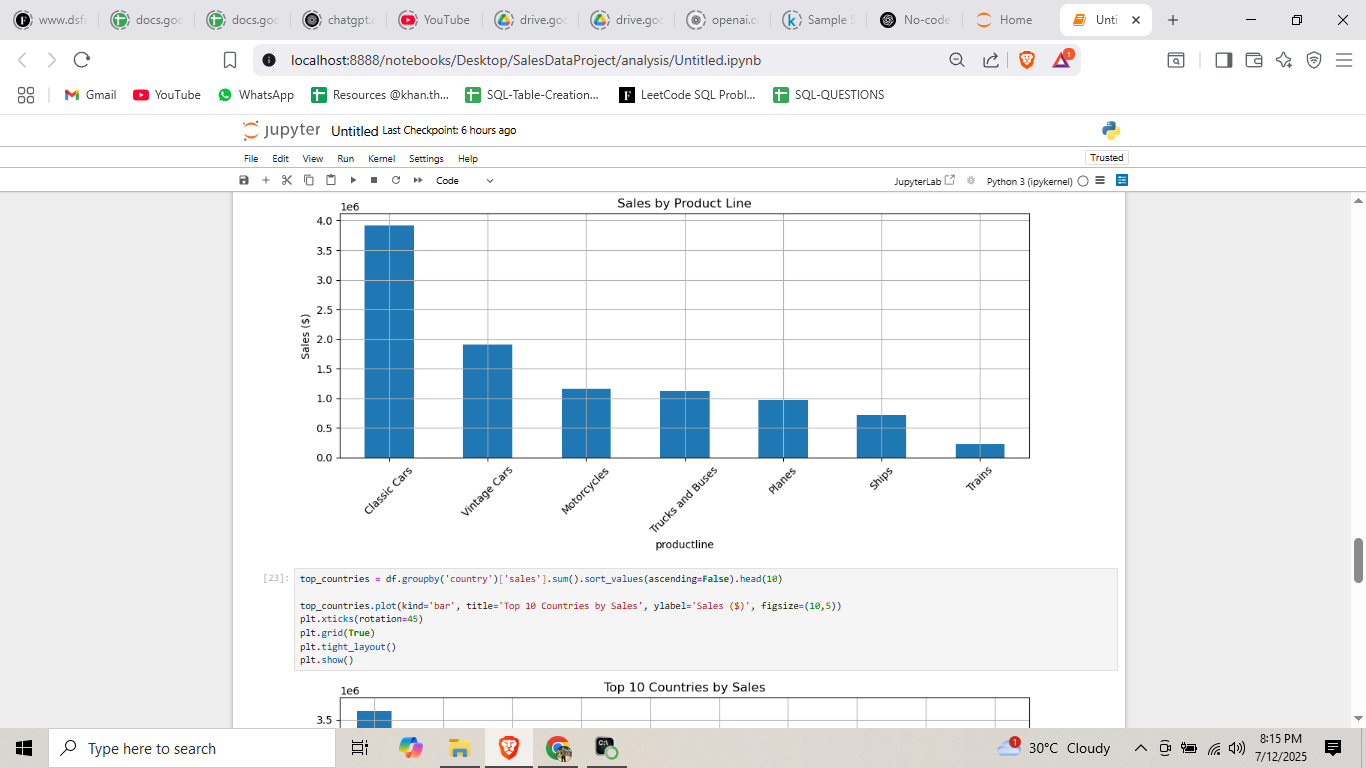 www.dsfa
docs.goo
docs.goo
chatgpt.c
YouTube
drive.goo
drive.goo
openai.c
Sample S
No-code
Home
Unti
localhost:8888/notebooks/Desktop/SalesDataProject/analysis/Untitled.ipynb
1
Gmail
YouTube
WhatsApp
Resources @khan.th...
SQL-Table-Creation...
LeetCode SQL Probl...
SQL-QUESTIONS
jupyter Untitled Last Checkpoint: 6 hours ago
File Edit View Run Kernel Settings Help
Trusted
Code
JupyterLab
Python 3 (ipykernel)
Sales by Product Line
1e6
4.0
3.5
3.0
2.5
2.0
1.5
1.0
0.5
0.0
Sales ($)
Classic Cars
Vintage Cars
Motorcycles
Trucks and Buses
Planes
Ships
Trains
productline
[23]:
top_countries = df.groupby('country')['sales'].sum().sort_values(ascending=False).head(10)
top_countries.plot(kind='bar', title='Top 10 Countries by Sales', ylabel='Sales ($)', figsize=(10,5))
plt.xticks(rotation=45)
plt.grid(True)
plt.tight_layout()
plt.show()
Top 10 Countries by Sales
1e6
3.5
Type here to search
1
30°C Cloudy
8:15 PM
7/12/2025